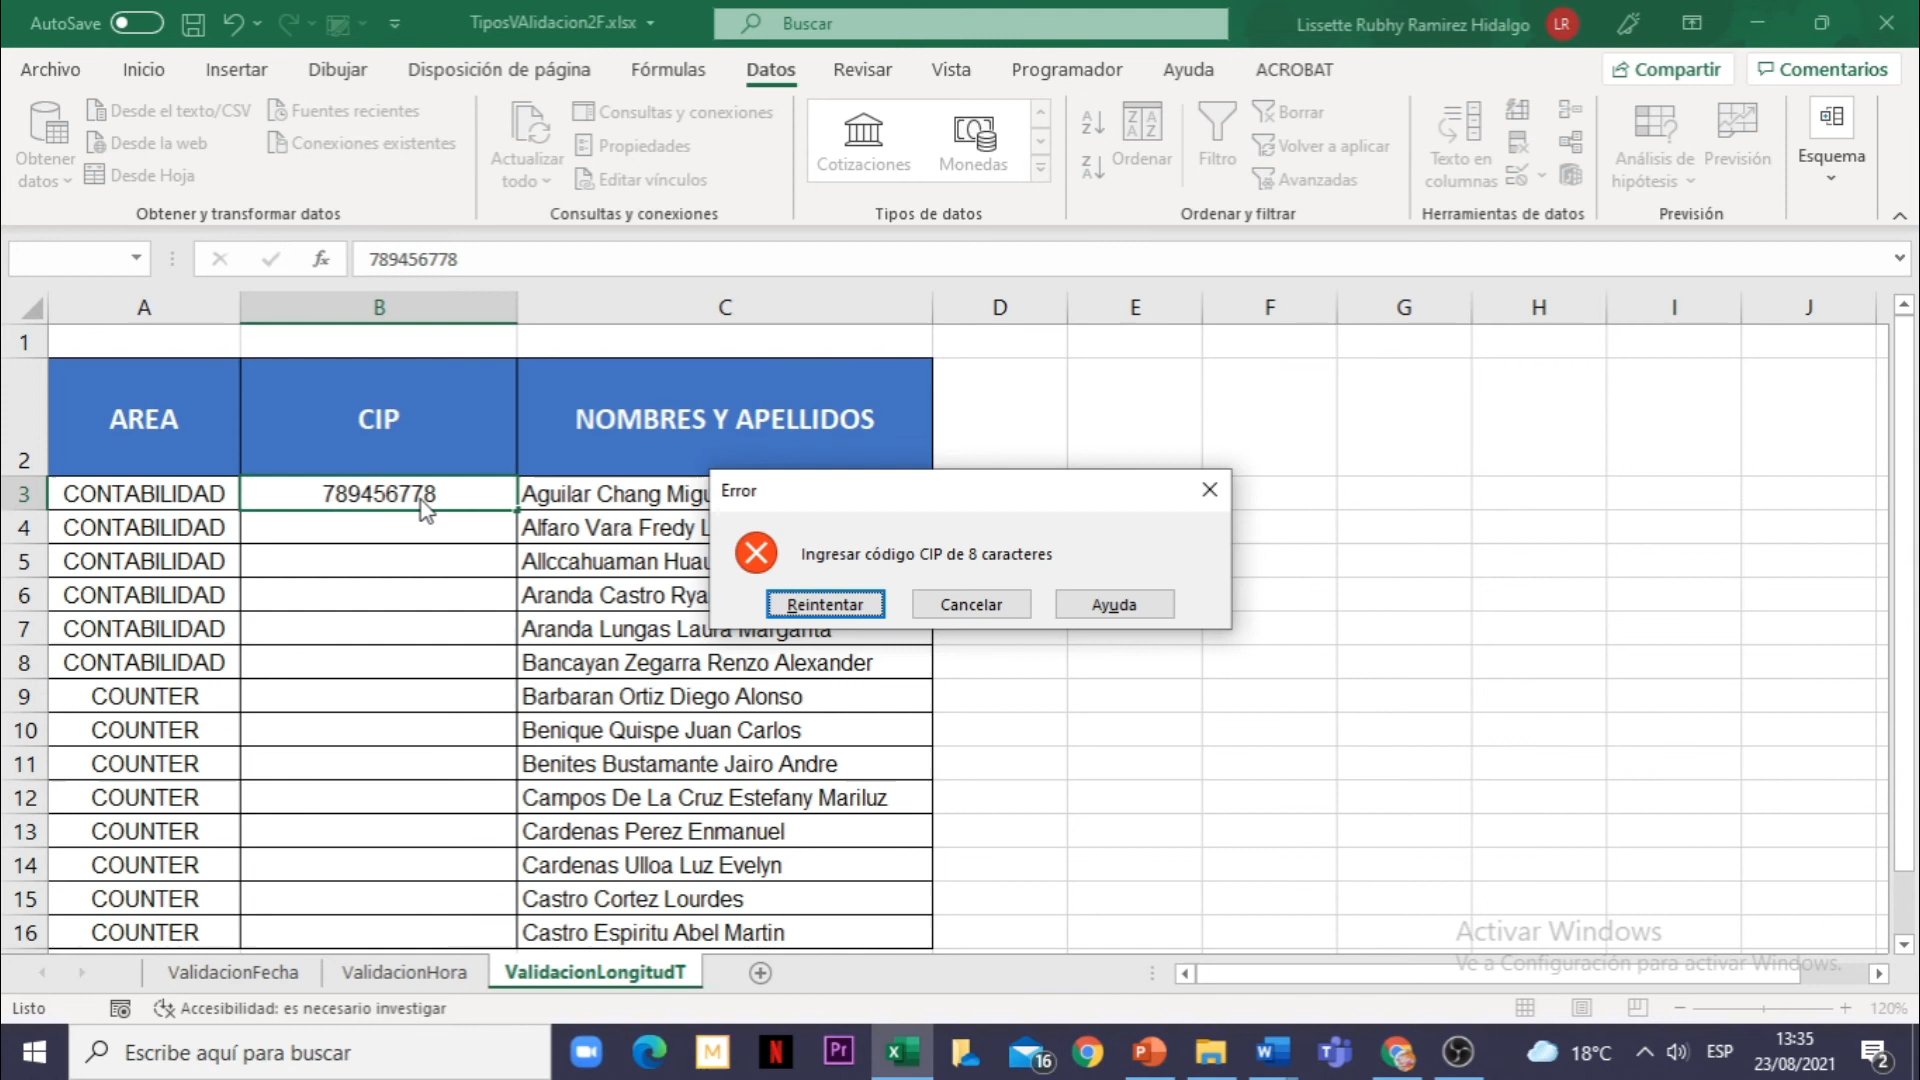 AutoSave
TiposVAlidacion2F.xlsx
Buscar
Lissette Rubhy Ramirez Hidalgo
LR
Archivo Inicio Insertar Dibujar Disposición de página Fórmulas Datos Revisar Vista Programador Ayuda ACROBAT
Compartir
Comentarios
Obtener datos
Desde el texto/CSV
Desde la web
Desde Hoja
Fuentes recientes
Conexiones existentes
Obtener y transformar datos
Actualizar todo
Consultas y conexiones
Propiedades
Editar vínculos
Consultas y conexiones
Cotizaciones
Monedas
Tipos de datos
Ordenar
Filtro
Borrar
Volver a aplicar
Avanzadas
Ordenar y filtrar
Texto en columnas
Herramientas de datos
Análisis de hipótesis
Previsión
Previsión
Esquema
fx
789456778
A B C D E F G H I J
1
2 AREA CIP NOMBRES Y APELLIDOS
3 CONTABILIDAD 789456778 Aguilar Chang Migu
4 CONTABILIDAD Alfaro Vara Fredy L
5 CONTABILIDAD Allccahuaman Huau
6 CONTABILIDAD Aranda Castro Rya
7 CONTABILIDAD Aranda Lungas Laura Margarita
8 CONTABILIDAD Bancayan Zegarra Renzo Alexander
9 COUNTER Barbaran Ortiz Diego Alonso
10 COUNTER Benique Quispe Juan Carlos
11 COUNTER Benites Bustamante Jairo Andre
12 COUNTER Campos De La Cruz Estefany Mariluz
13 COUNTER Cardenas Perez Enmanuel
14 COUNTER Cardenas Ulloa Luz Evelyn
15 COUNTER Castro Cortez Lourdes
16 COUNTER Castro Espiritu Abel Martin
Error
Ingresar código CIP de 8 caracteres
Reintentar
Cancelar
Ayuda
Activar Windows
Ve a Configuración para activar Windows.
ValidacionFecha ValidacionHora ValidacionLongitudT
Listo
Accesibilidad: es necesario investigar
120%
Escribe aquí para buscar
M
N
Pr
16
18°C
ESP
13:35
23/08/2021
2